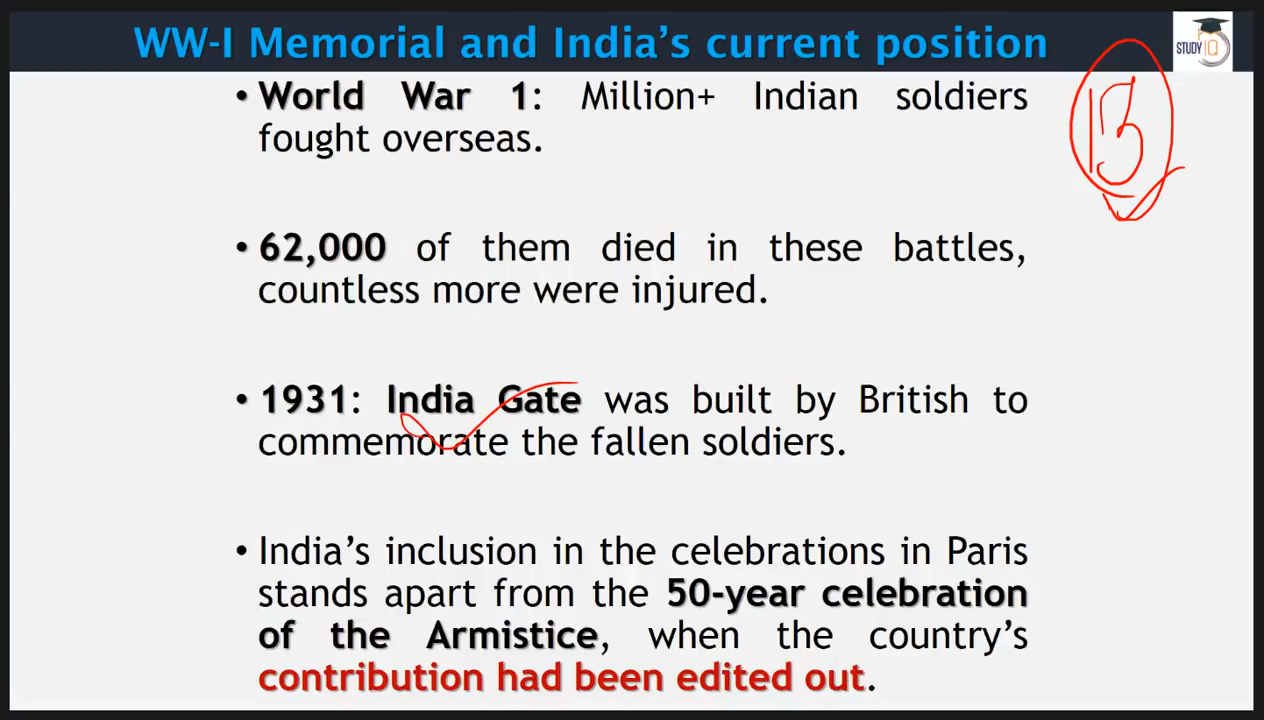 WW-I Memorial and India's current position
STUDY IQ
• World War 1: Million+ Indian soldiers
fought overseas.
13
• 62,000 of them died in these battles,
countless more were injured.
• 1931: India Gate was built by British to
commemorate the fallen soldiers.
• India's inclusion in the celebrations in Paris
stands apart from the 50-year celebration
of the Armistice, when the country's
contribution had been edited out.